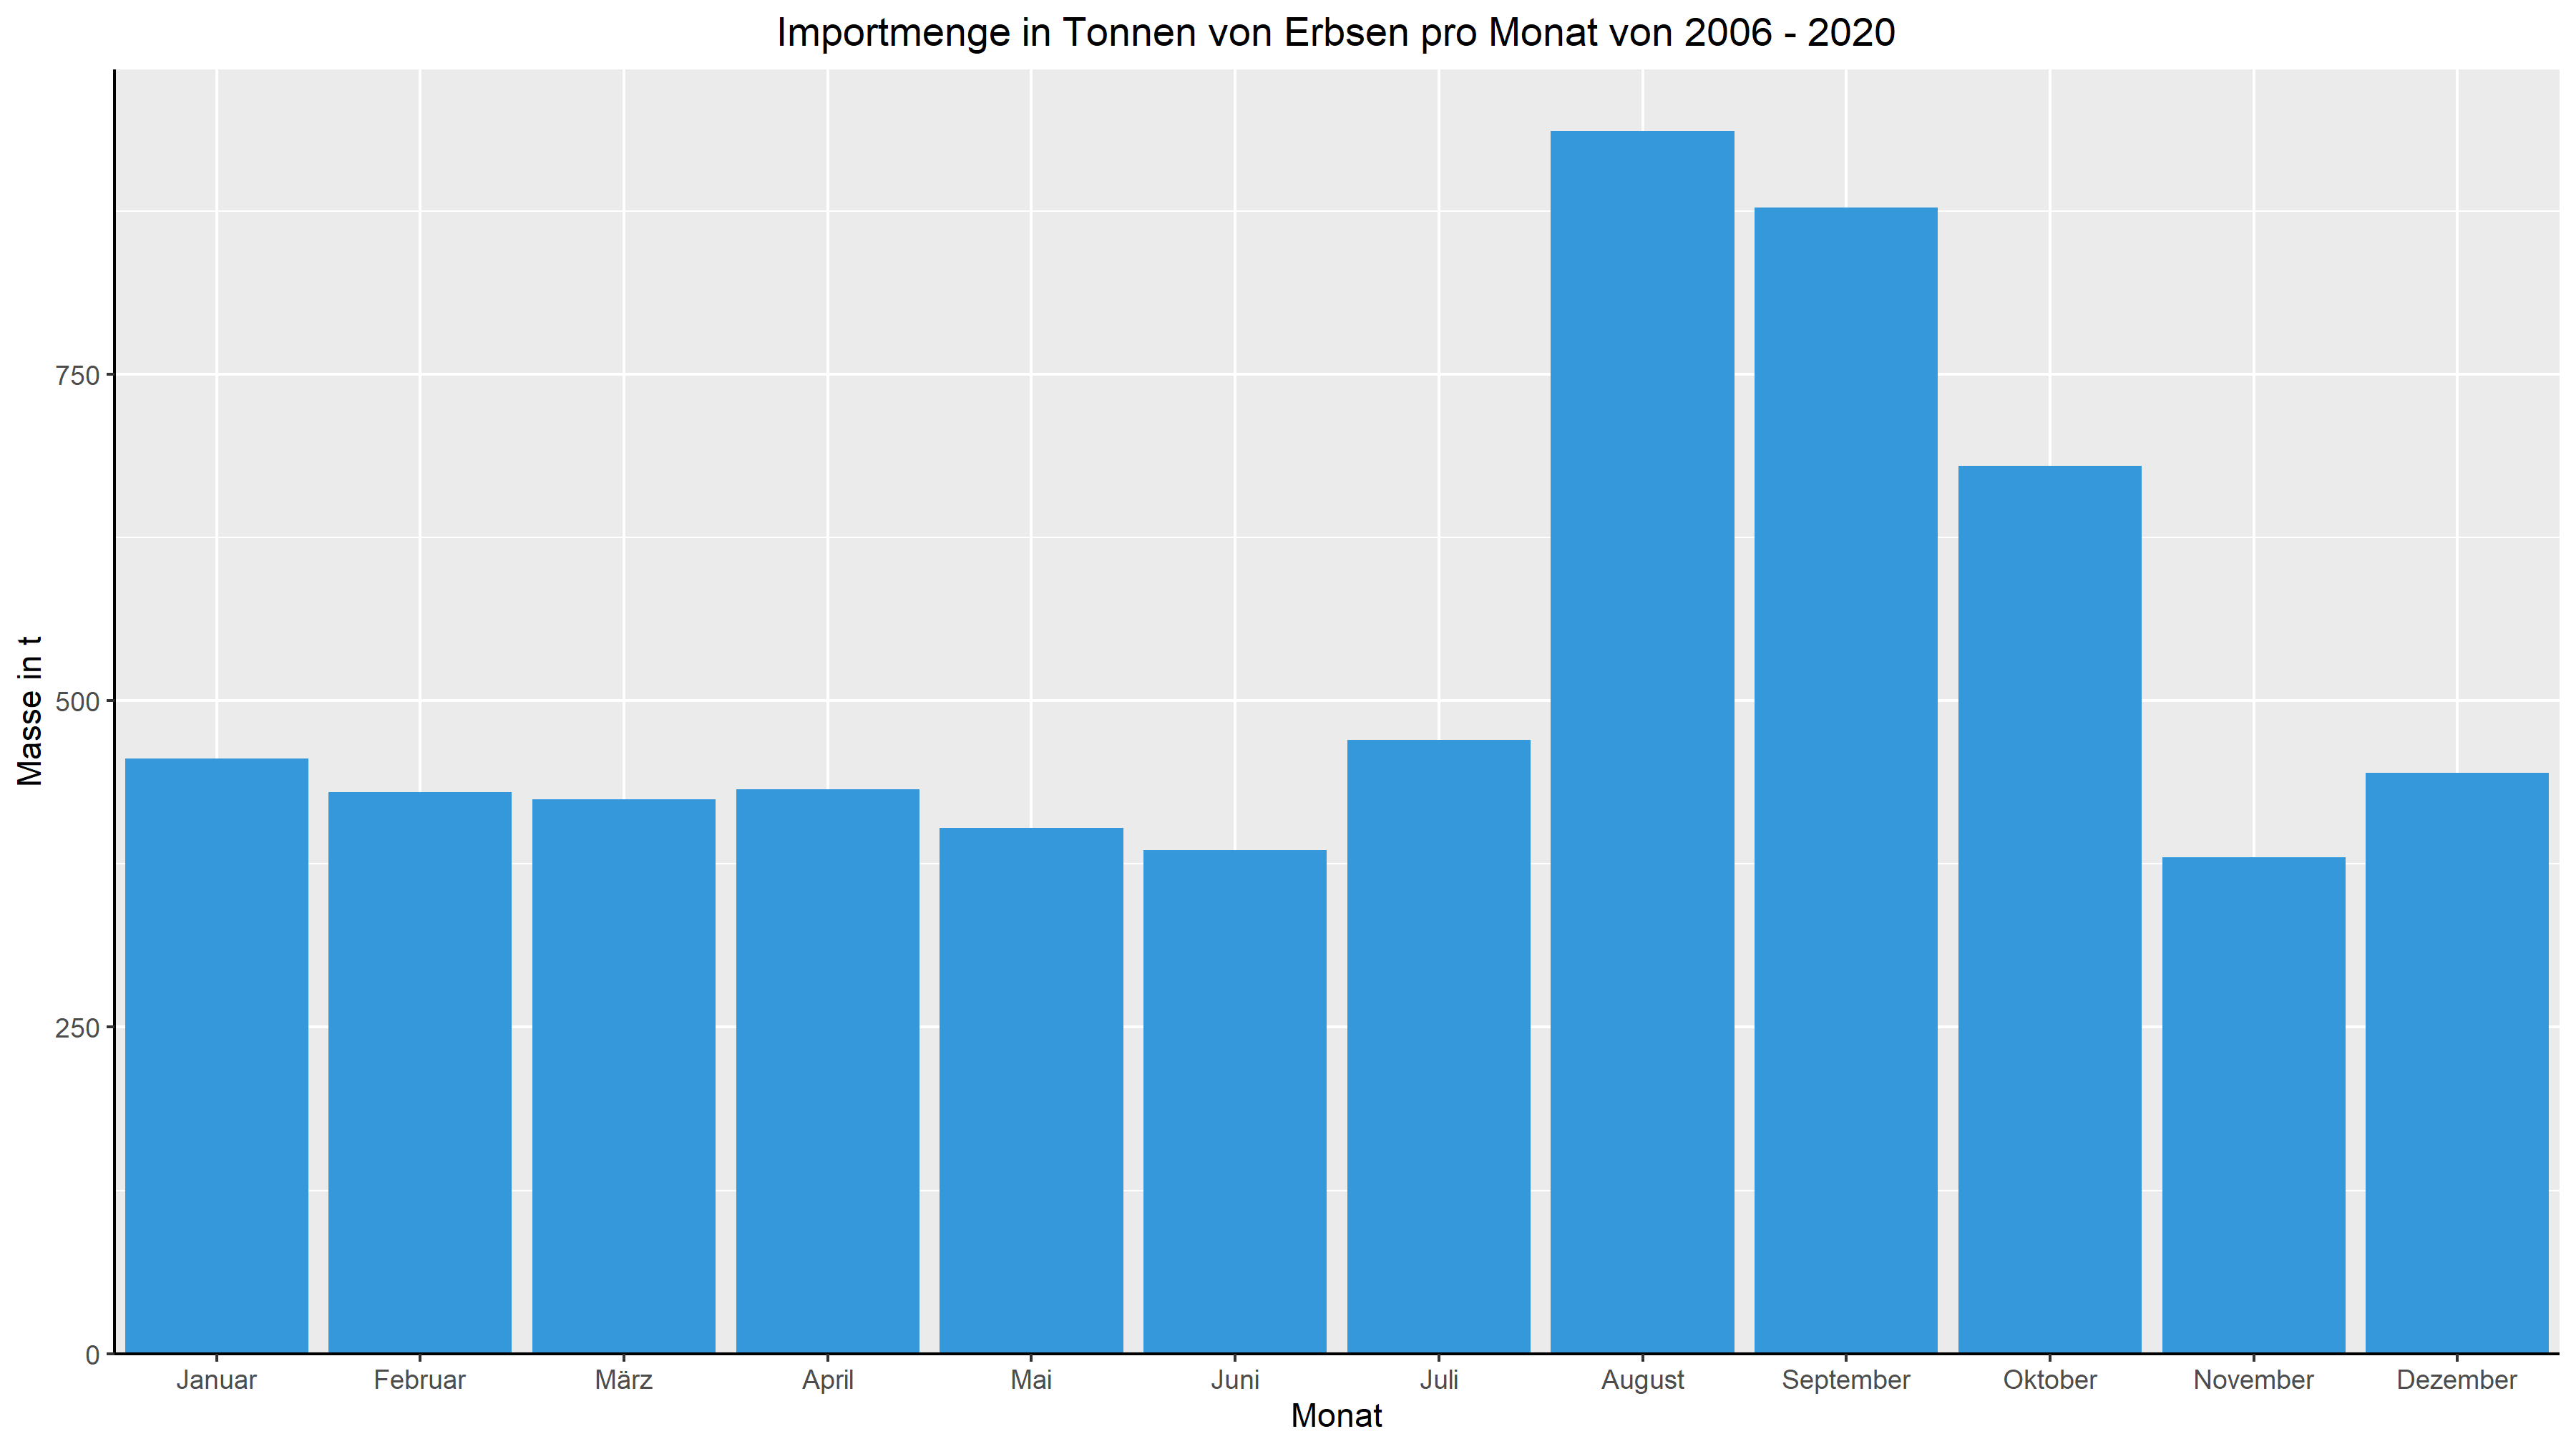 Importmenge in Tonnen von Erbsen pro Monat von 2006 - 2020
Masse in t
750
500
250
0
Januar Februar März April Mai Juni Juli August September Oktober November Dezember
Monat